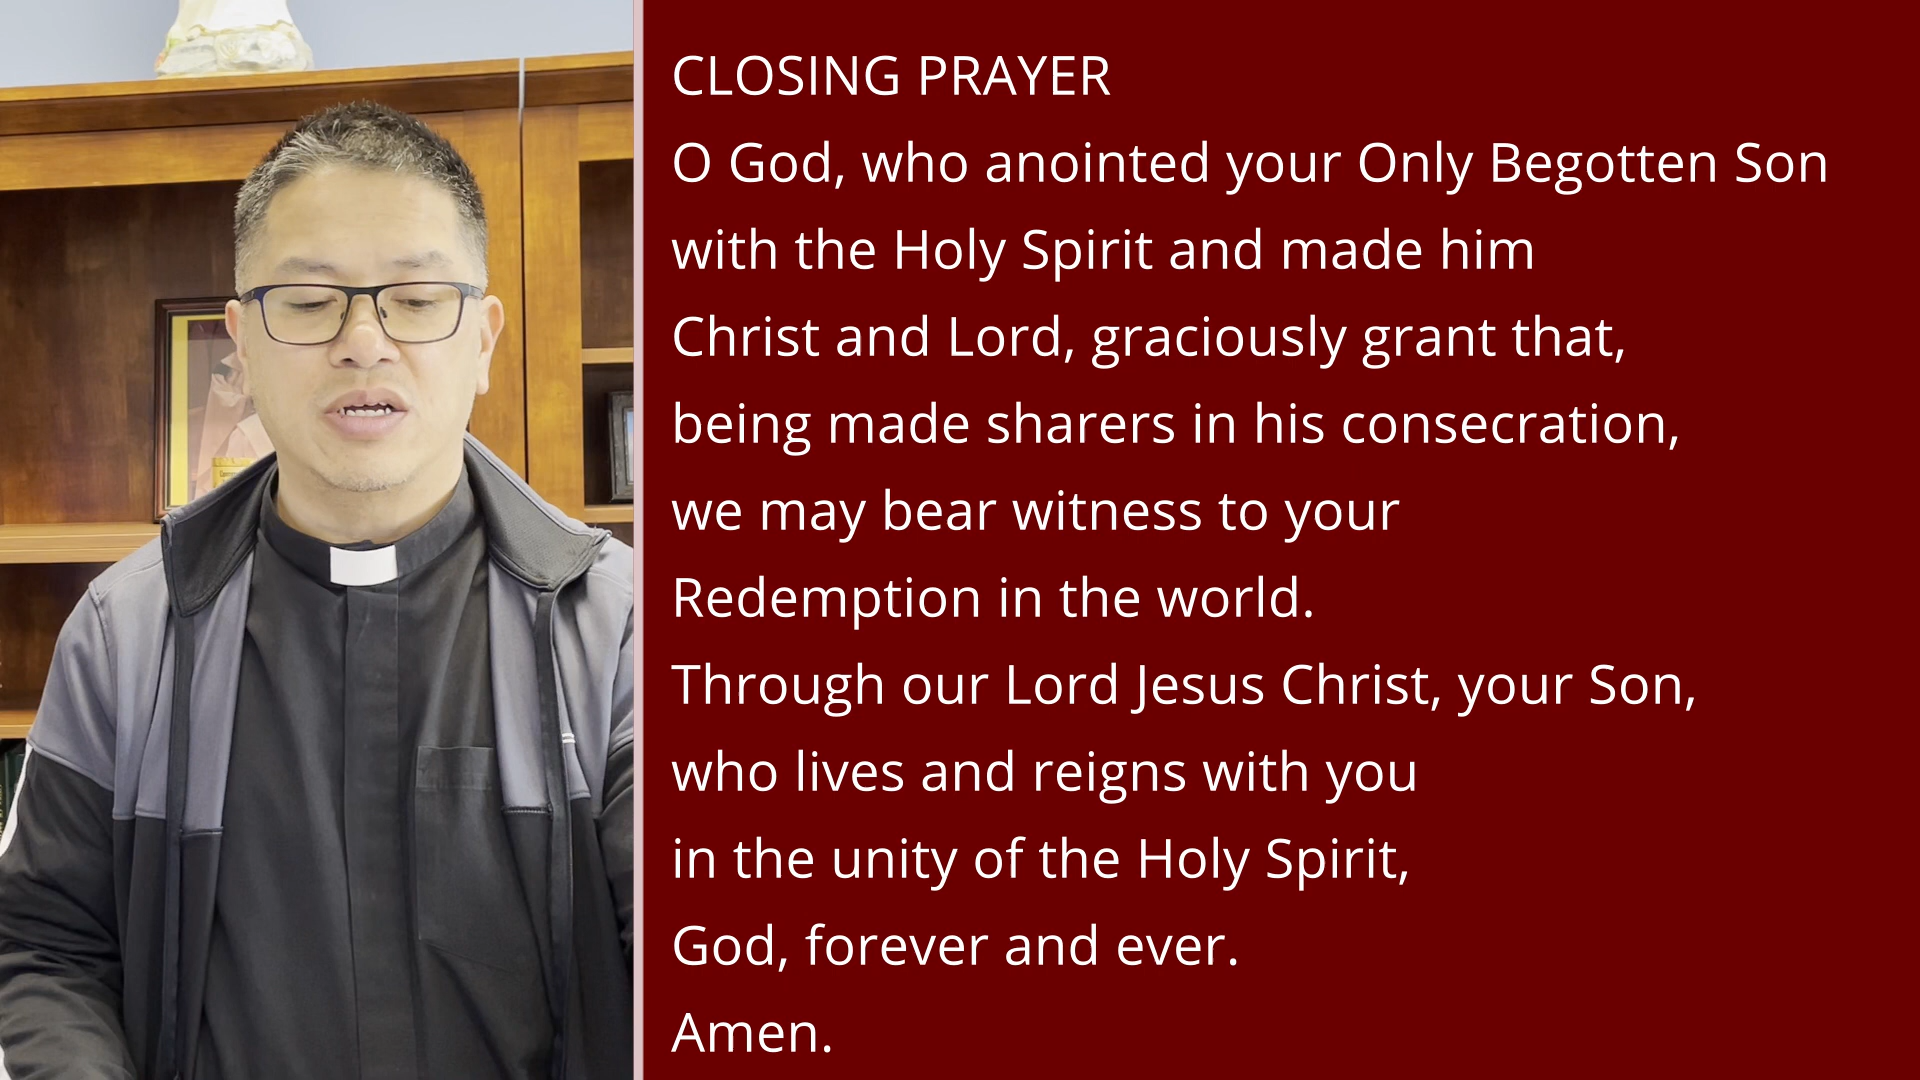 CLOSING PRAYER
O God, who anointed your Only Begotten Son
with the Holy Spirit and made him
Christ and Lord, graciously grant that,
being made sharers in his consecration,
we may bear witness to your
Redemption in the world.
Through our Lord Jesus Christ, your Son,
who lives and reigns with you
in the unity of the Holy Spirit,
God, forever and ever.
Amen.